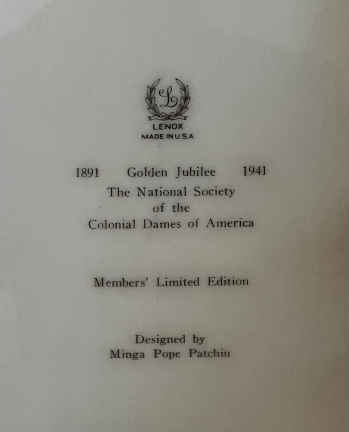 L
LENOX
MADE IN U.S.A
1891 Golden Jubilee 1941
The National Society
of the
Colonial Dames of America
Members' Limited Edition
Designed by
Minga Pope Patchin